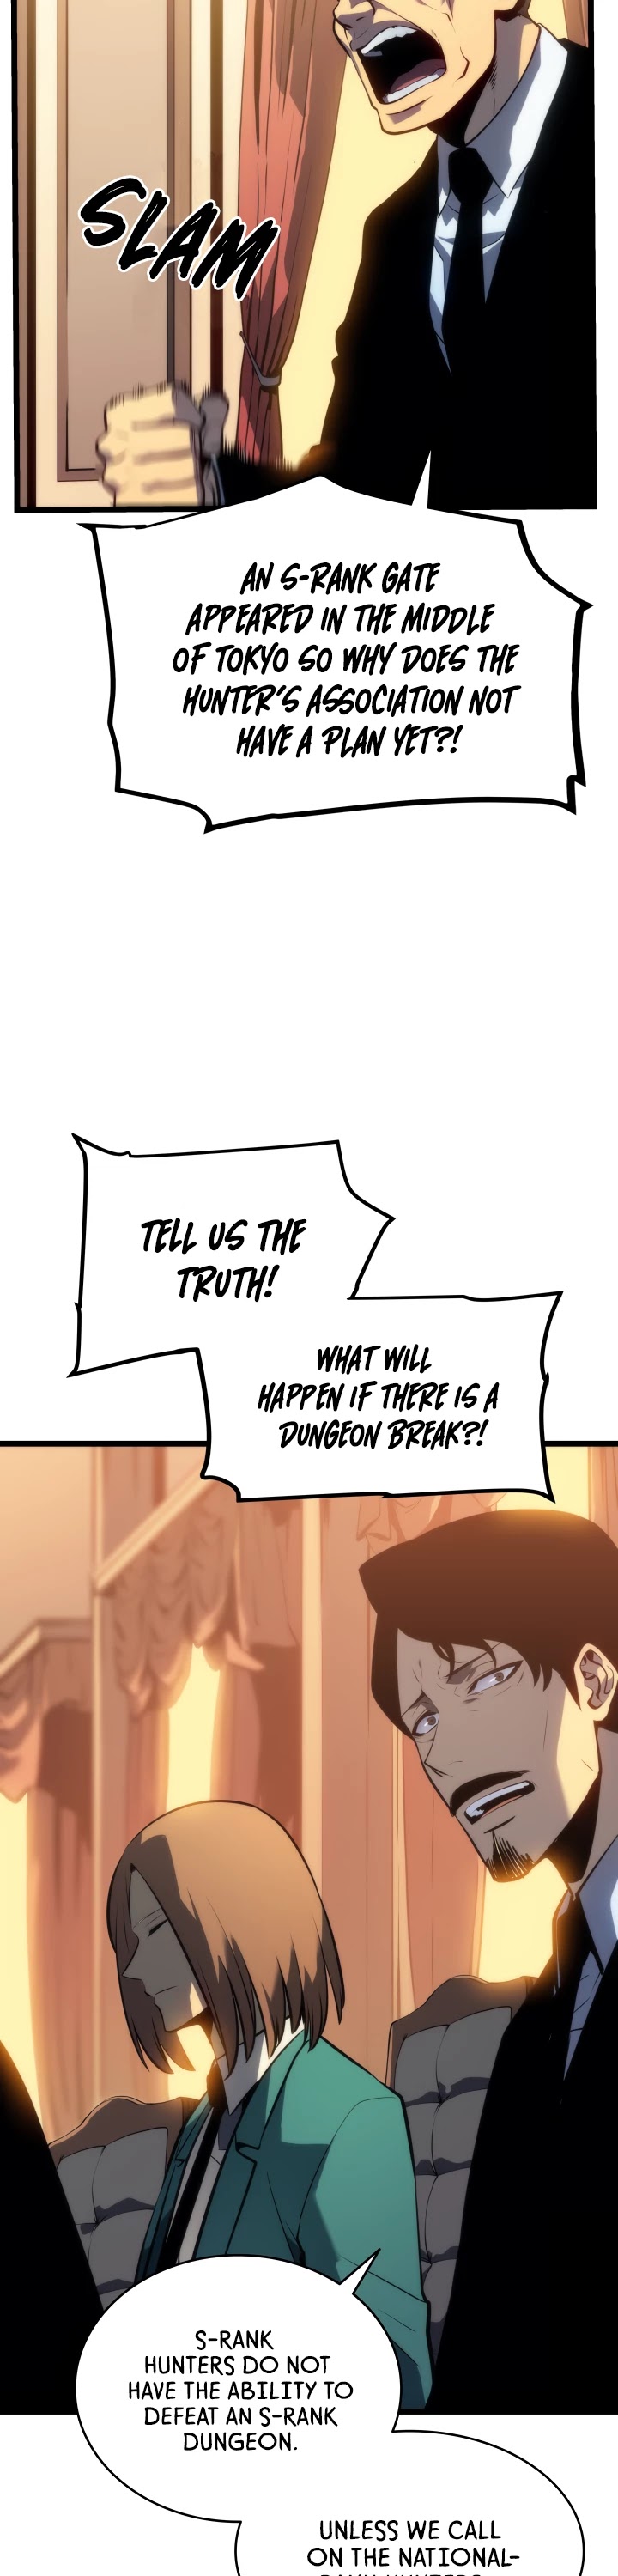 SLAM
AN S-RANK GATE
APPEARED IN THE MIDDLE
OF TOKYO SO WHY DOES THE
HUNTER'S ASSOCIATION NOT
HAVE A PLAN YET?!
TELL US THE
TRUTH!
WHAT WILL
HAPPEN IF THERE IS A
DUNGEON BREAK?!
S-RANK
HUNTERS DO NOT
HAVE THE ABILITY TO
DEFEAT AN S-RANK
DUNGEON.
UNLESS WE CALL
ON THE NATIONAL-